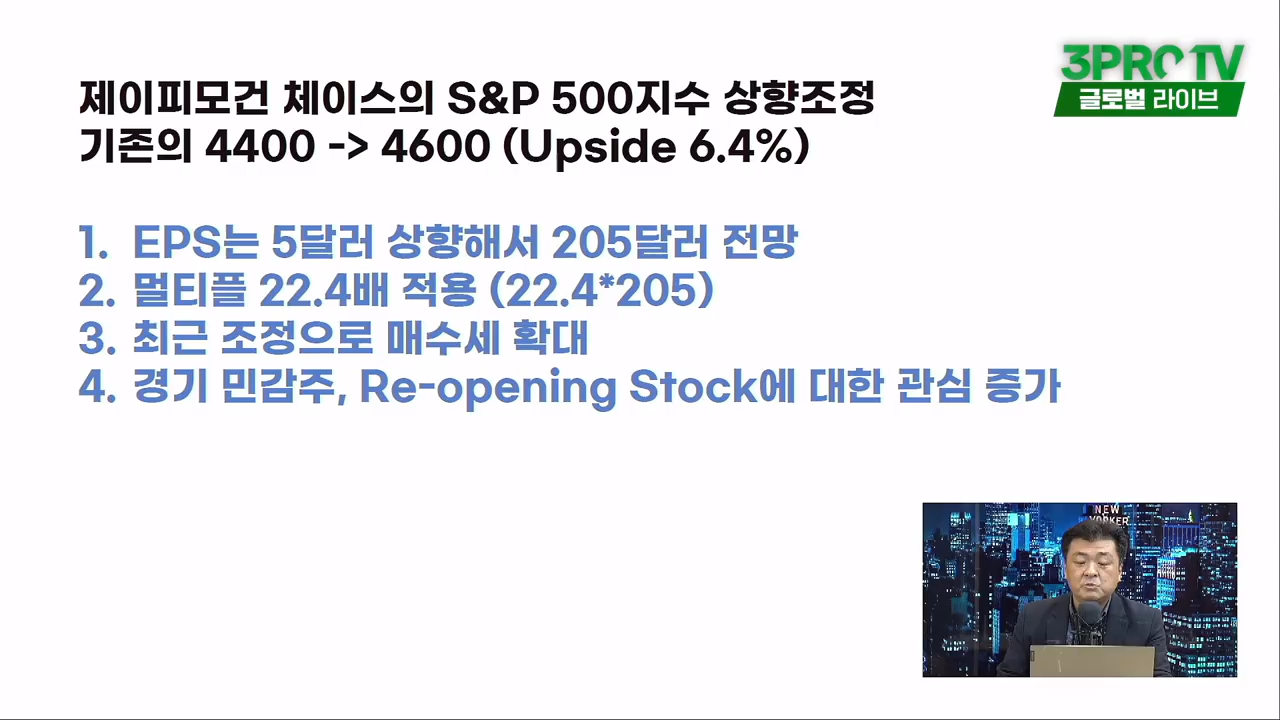 3PRO TV
글로벌 라이브
제이피모건 체이스의 S&P 500지수 상향조정
기존의 4400 -> 4600 (Upside 6.4%)
1. EPS는 5달러 상향해서 205달러 전망
2. 멀티플 22.4배 적용 (22.4*205)
3. 최근 조정으로 매수세 확대
4. 경기 민감주, Re-opening Stock에 대한 관심 증가
NEW
YORKER